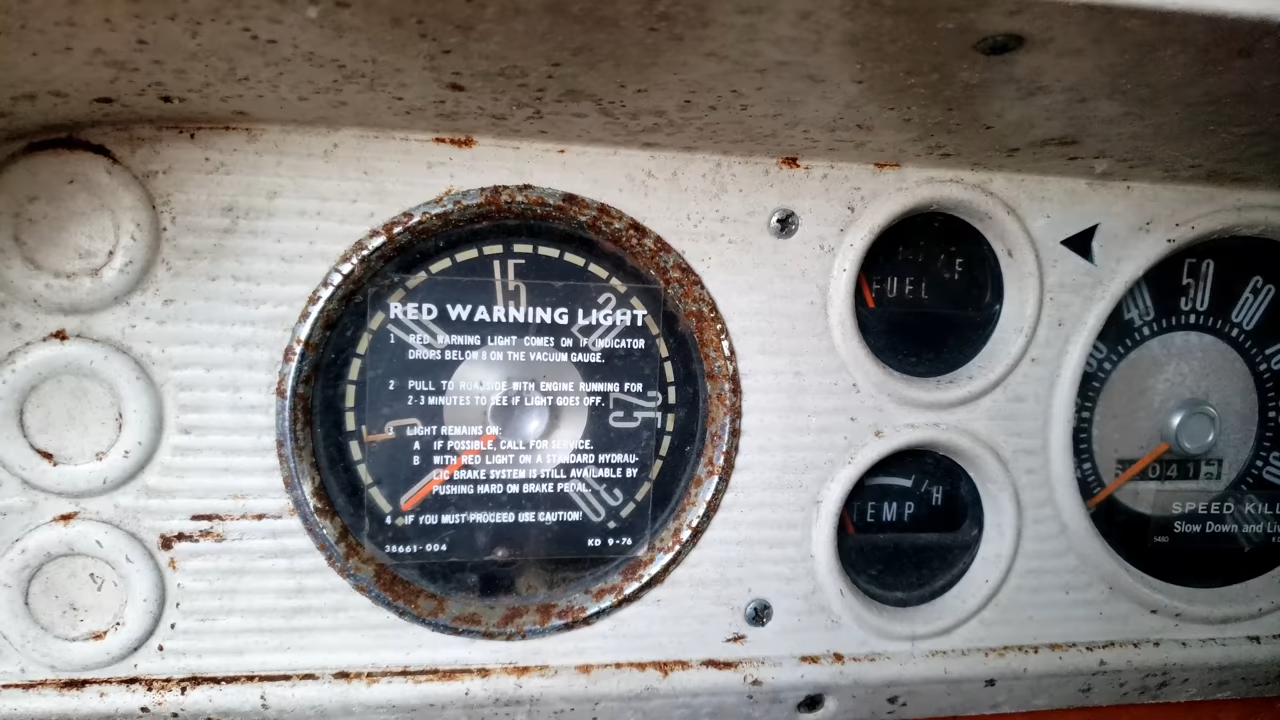 15
20
10
25
5
30
RED WARNING LIGHT
1 RED WARNING LIGHT COMES ON IF INDICATOR
DROPS BELOW 8 ON THE VACUUM GAUGE.
2 PULL TO ROADSIDE WITH ENGINE RUNNING FOR
2-3 MINUTES TO SEE IF LIGHT GOES OFF.
3 LIGHT REMAINS ON:
A IF POSSIBLE, CALL FOR SERVICE.
B WITH RED LIGHT ON A STANDARD HYDRAU-
LIC BRAKE SYSTEM IS STILL AVAILABLE BY
PUSHING HARD ON BRAKE PEDAL.
4 IF YOU MUST PROCEED USE CAUTION!
38661-004 KD 9-76
F
FUEL
H
TEMP
40 50 60
SPEED
Slow Down and
5480